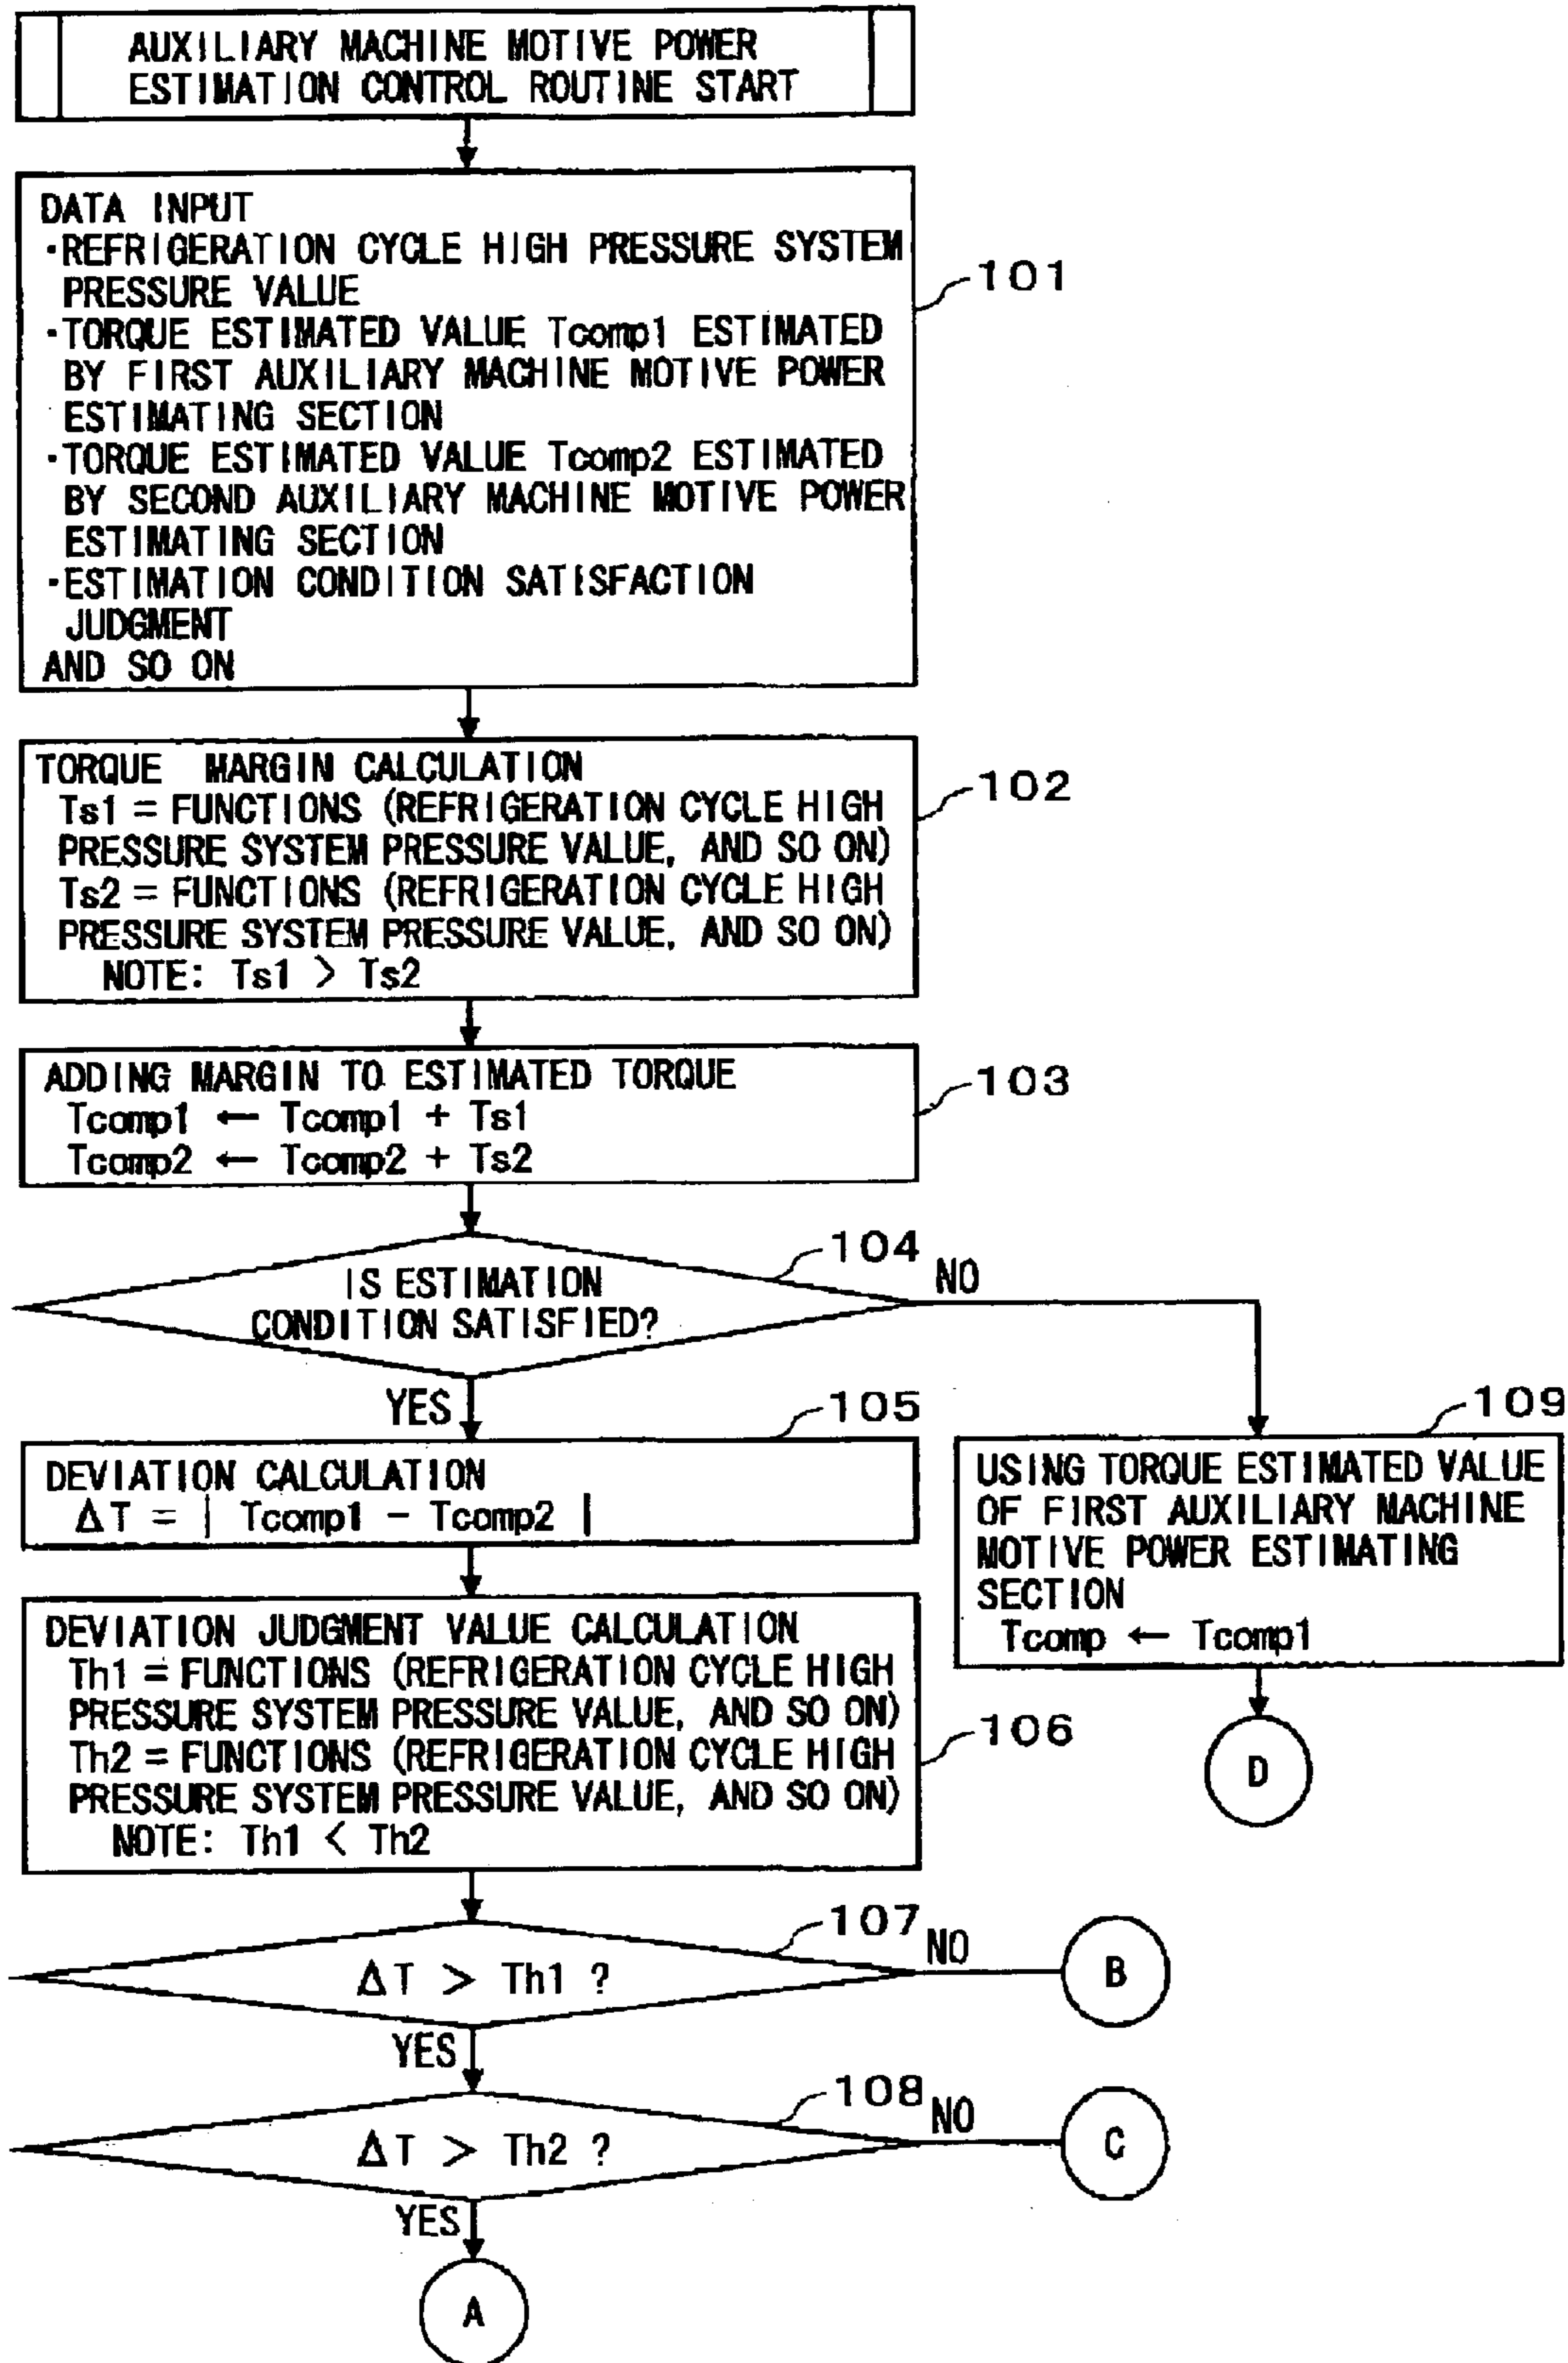 AUXILIARY MACHINE MOTIVE POWER
ESTIMATION CONTROL ROUTINE START
DATA INPUT
·REFRIGERATION CYCLE HIGH PRESSURE SYSTEM
PRESSURE VALUE
·TORQUE ESTIMATED VALUE Tcomp1 ESTIMATED
BY FIRST AUXILIARY MACHINE MOTIVE POWER
ESTIMATING SECTION
·TORQUE ESTIMATED VALUE Tcomp2 ESTIMATED
BY SECOND AUXILIARY MACHINE MOTIVE POWER
ESTIMATING SECTION
·ESTIMATION CONDITION SATISFACTION
JUDGMENT
AND SO ON
101
TORQUE MARGIN CALCULATION
Ts1 = FUNCTIONS (REFRIGERATION CYCLE HIGH
PRESSURE SYSTEM PRESSURE VALUE, AND SO ON)
Ts2 = FUNCTIONS (REFRIGERATION CYCLE HIGH
PRESSURE SYSTEM PRESSURE VALUE, AND SO ON)
NOTE: Ts1 > Ts2
102
ADDING MARGIN TO ESTIMATED TORQUE
Tcomp1 ← Tcomp1 + Ts1
Tcomp2 ← Tcomp2 + Ts2
103
IS ESTIMATION
CONDITION SATISFIED?
104
NO
YES
DEVIATION CALCULATION
ΔT = | Tcomp1 - Tcomp2 |
105
USING TORQUE ESTIMATED VALUE
OF FIRST AUXILIARY MACHINE
MOTIVE POWER ESTIMATING
SECTION
Tcomp ← Tcomp1
109
D
DEVIATION JUDGMENT VALUE CALCULATION
Th1 = FUNCTIONS (REFRIGERATION CYCLE HIGH
PRESSURE SYSTEM PRESSURE VALUE, AND SO ON)
Th2 = FUNCTIONS (REFRIGERATION CYCLE HIGH
PRESSURE SYSTEM PRESSURE VALUE, AND SO ON)
NOTE: Th1 < Th2
106
ΔT > Th1 ?
107
NO
B
YES
ΔT > Th2 ?
108
NO
C
YES
A